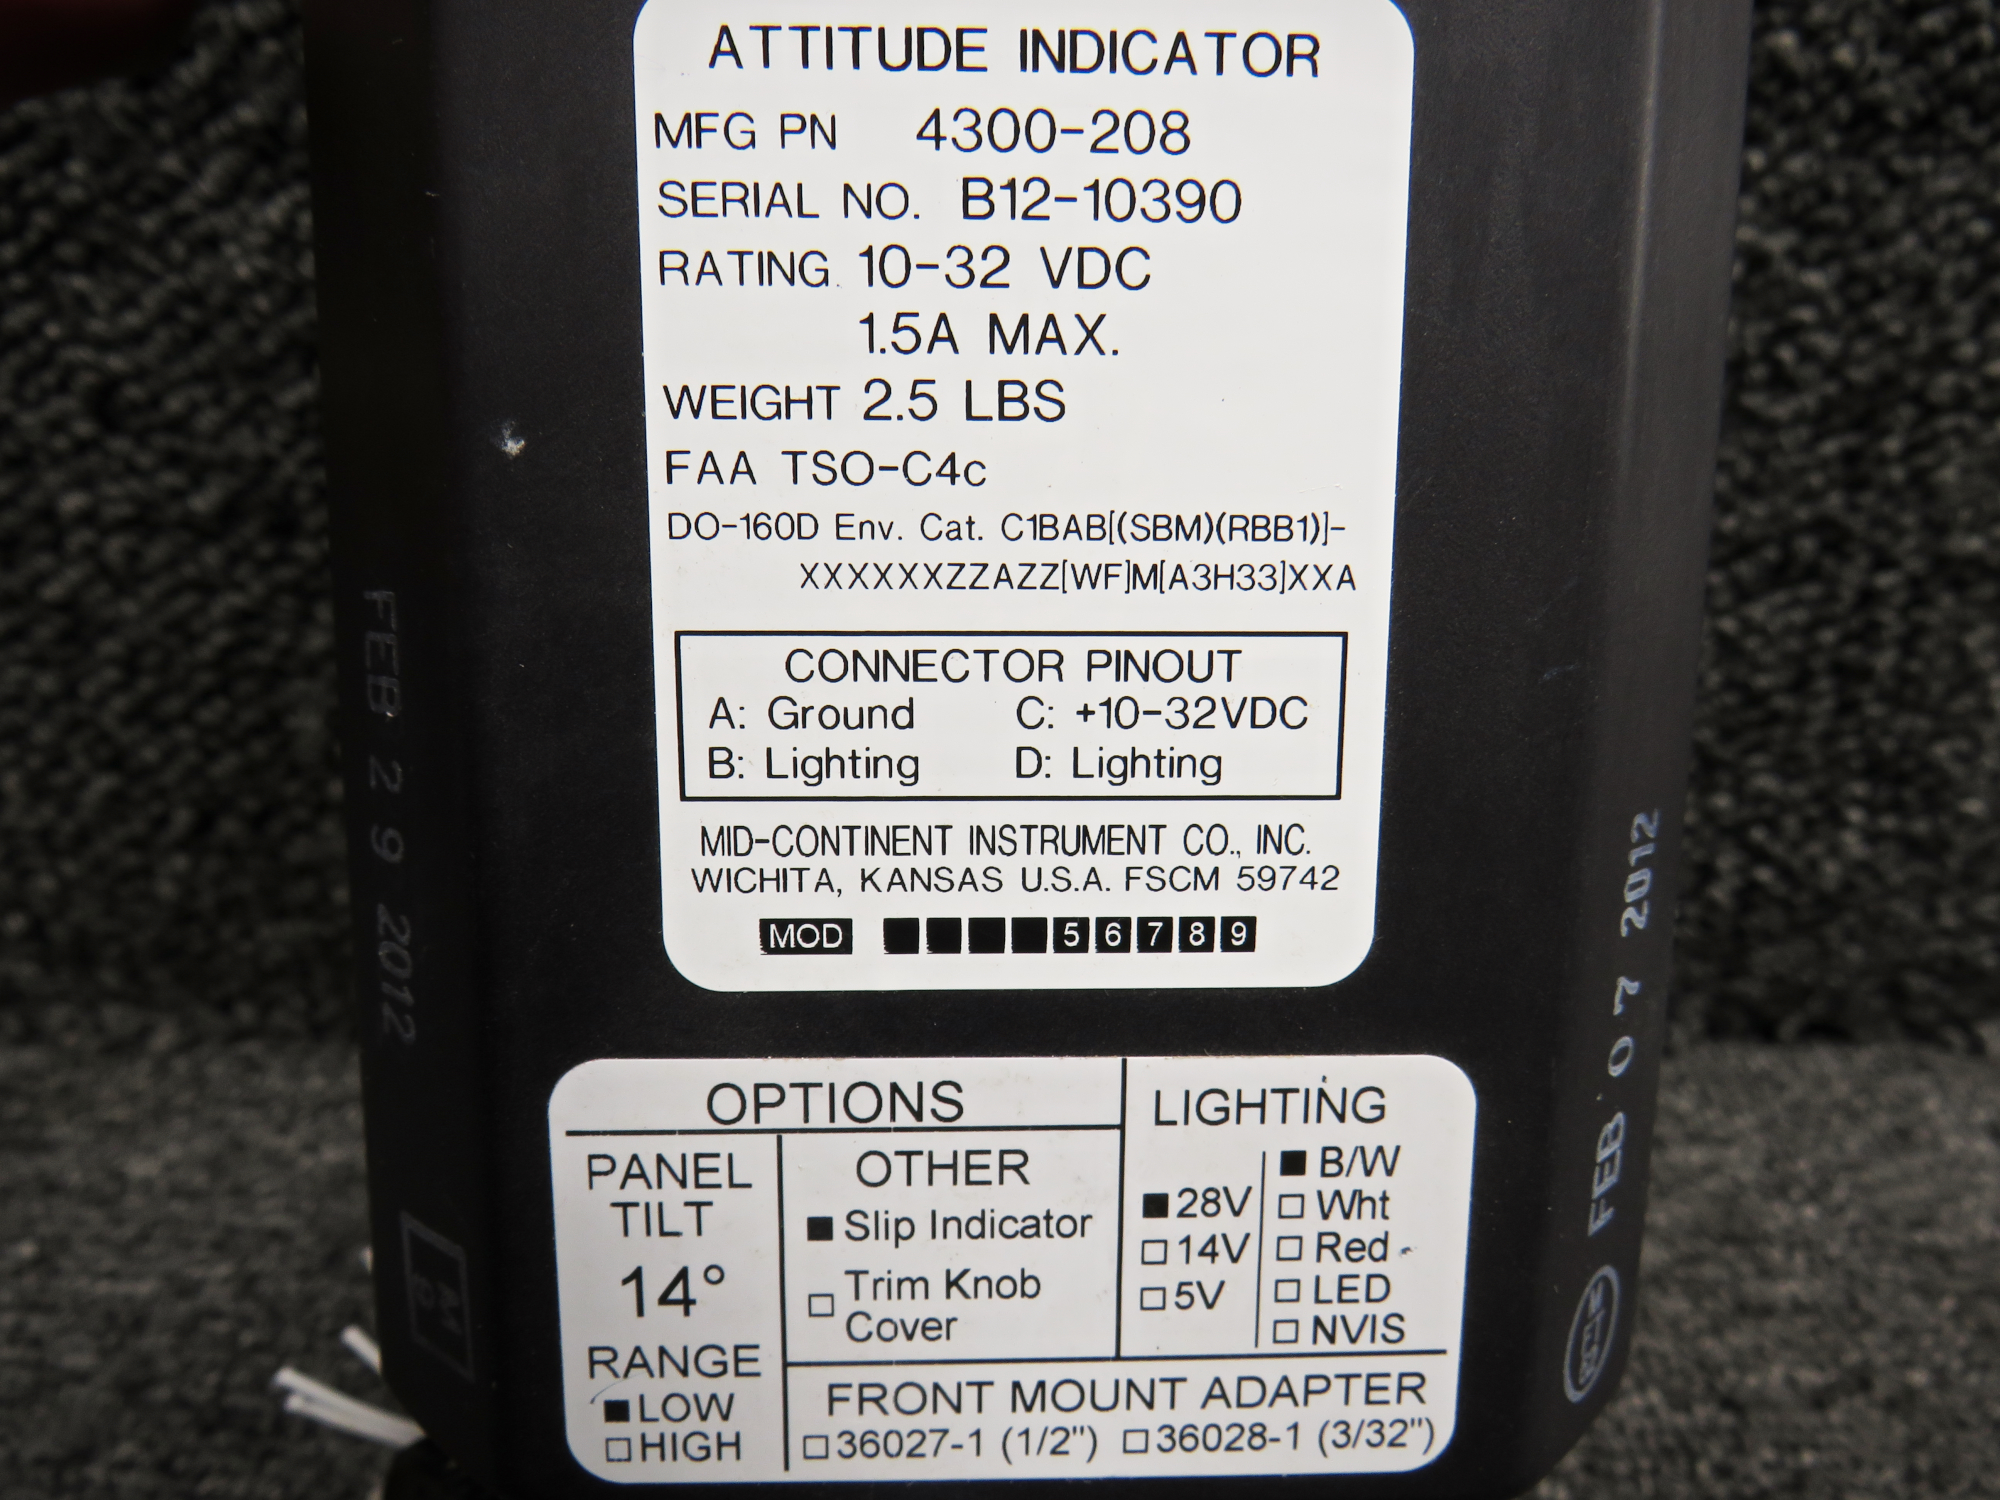 ATTITUDE INDICATOR
MFG PN 4300-208
SERIAL NO. B12-10390
RATING 10-32 VDC
1.5A MAX.
WEIGHT 2.5 LBS
FAA TSO-C4c
DO-160D Env. Cat. C1BAB[(SBM)(RBB1)]-
XXXXXXZZAZZ[WF]M[A3H33]XXA
CONNECTOR PINOUT
A: Ground C: +10-32VDC
B: Lighting D: Lighting
MID-CONTINENT INSTRUMENT CO., INC.
WICHITA, KANSAS U.S.A. FSCM 59742
MOD 5 6 7 8 9
FEB 29 2012
FEB 07 2012
OPTIONS
PANEL
TILT
14°
RANGE
■ LOW
□ HIGH
OTHER
■ Slip Indicator
□ Trim Knob
Cover
LIGHTING
■ 28V
□ 14V
□ 5V
■ B/W
□ Wht
□ Red
□ LED
□ NVIS
FRONT MOUNT ADAPTER
□ 36027-1 (1/2") □ 36028-1 (3/32")